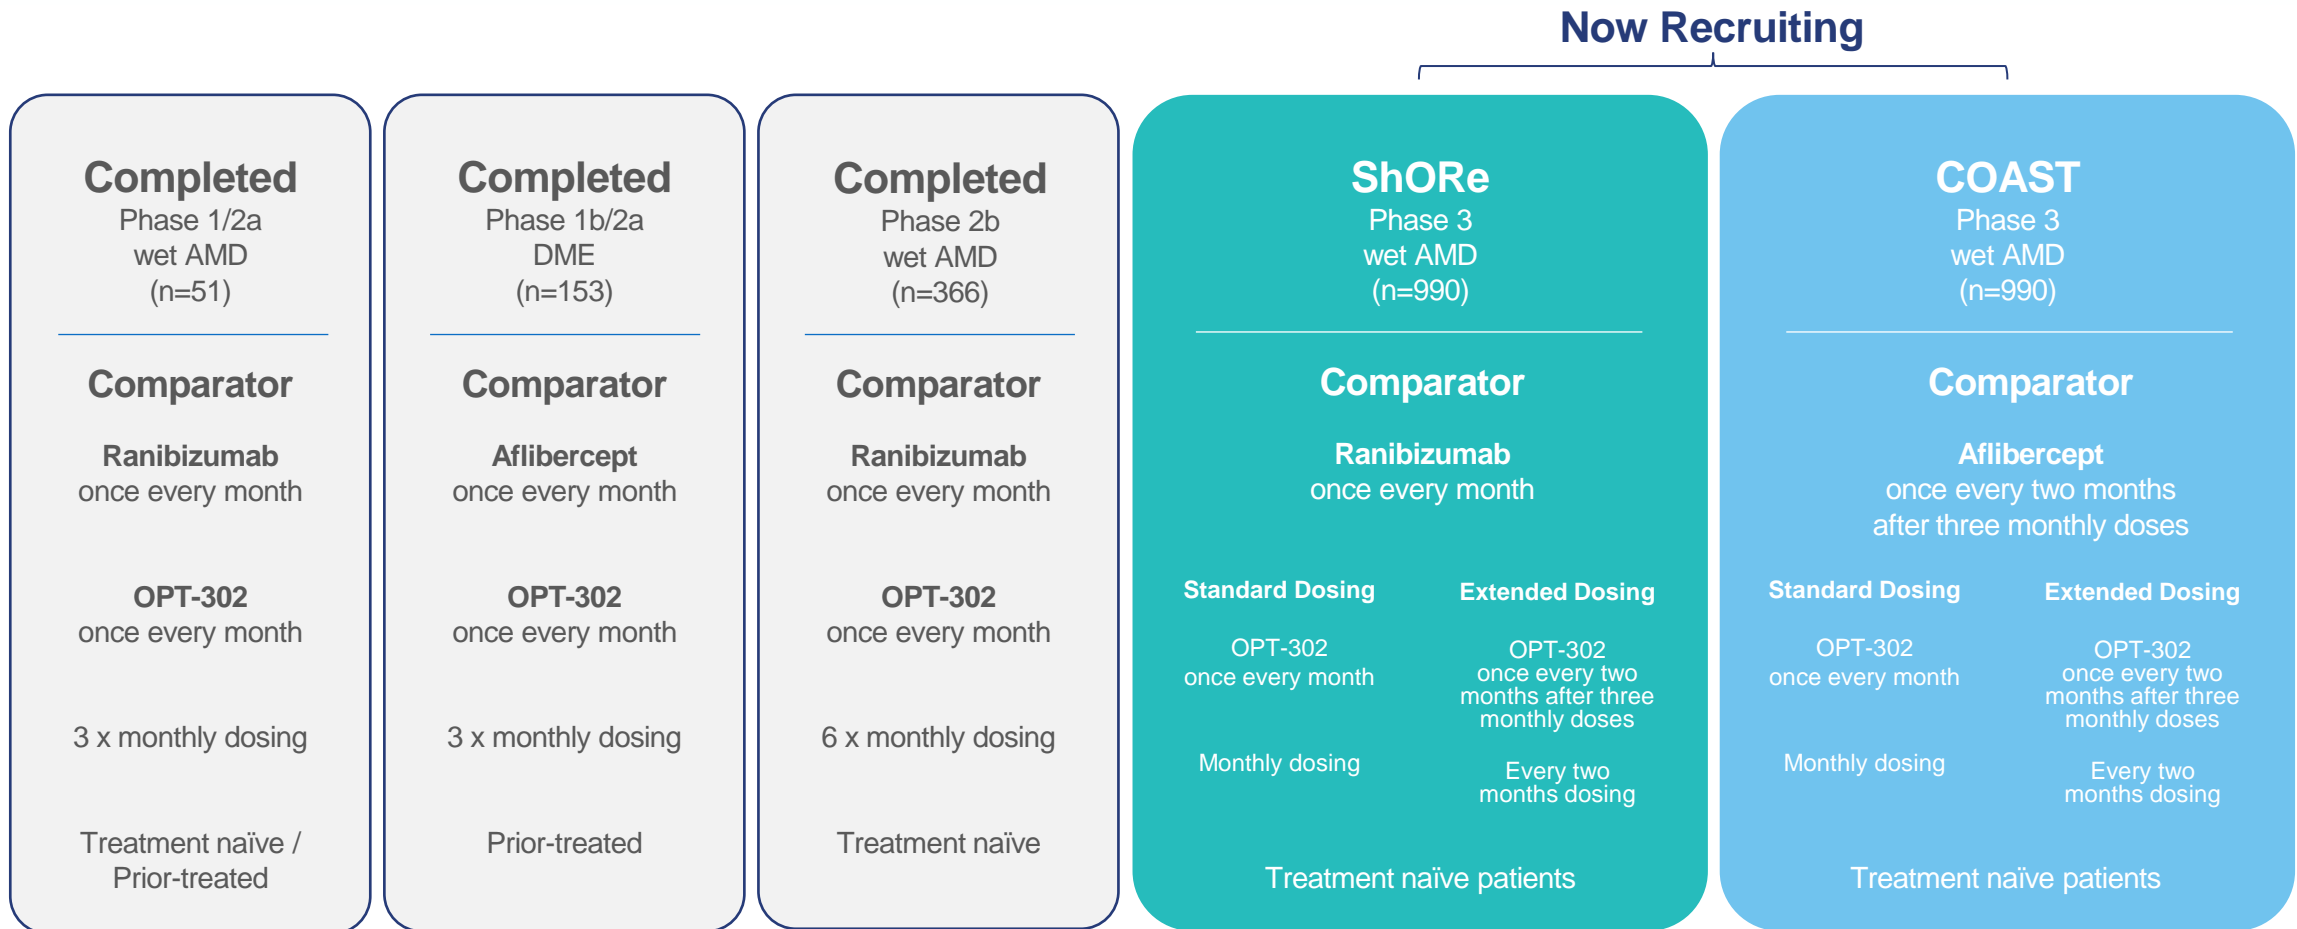 Now Recruiting
Completed
Phase 1/2a
wet AMD
(n=51)
Comparator
Ranibizumab
once every month
OPT-302
once every month
3 x monthly dosing
Treatment naïve /
Prior-treated
Completed
Phase 1b/2a
DME
(n=153)
Comparator
Aflibercept
once every month
OPT-302
once every month
3 x monthly dosing
Prior-treated
Completed
Phase 2b
wet AMD
(n=366)
Comparator
Ranibizumab
once every month
OPT-302
once every month
6 x monthly dosing
Treatment naïve
ShORe
Phase 3
wet AMD
(n=990)
Comparator
Ranibizumab
once every month
Standard Dosing
OPT-302
once every month
Monthly dosing
Extended Dosing
OPT-302
once every two
months after three
monthly doses
Every two
months dosing
Treatment naïve patients
COAST
Phase 3
wet AMD
(n=990)
Comparator
Aflibercept
once every two months
after three monthly doses
Standard Dosing
OPT-302
once every month
Monthly dosing
Extended Dosing
OPT-302
once every two
months after three
monthly doses
Every two
months dosing
Treatment naïve patients